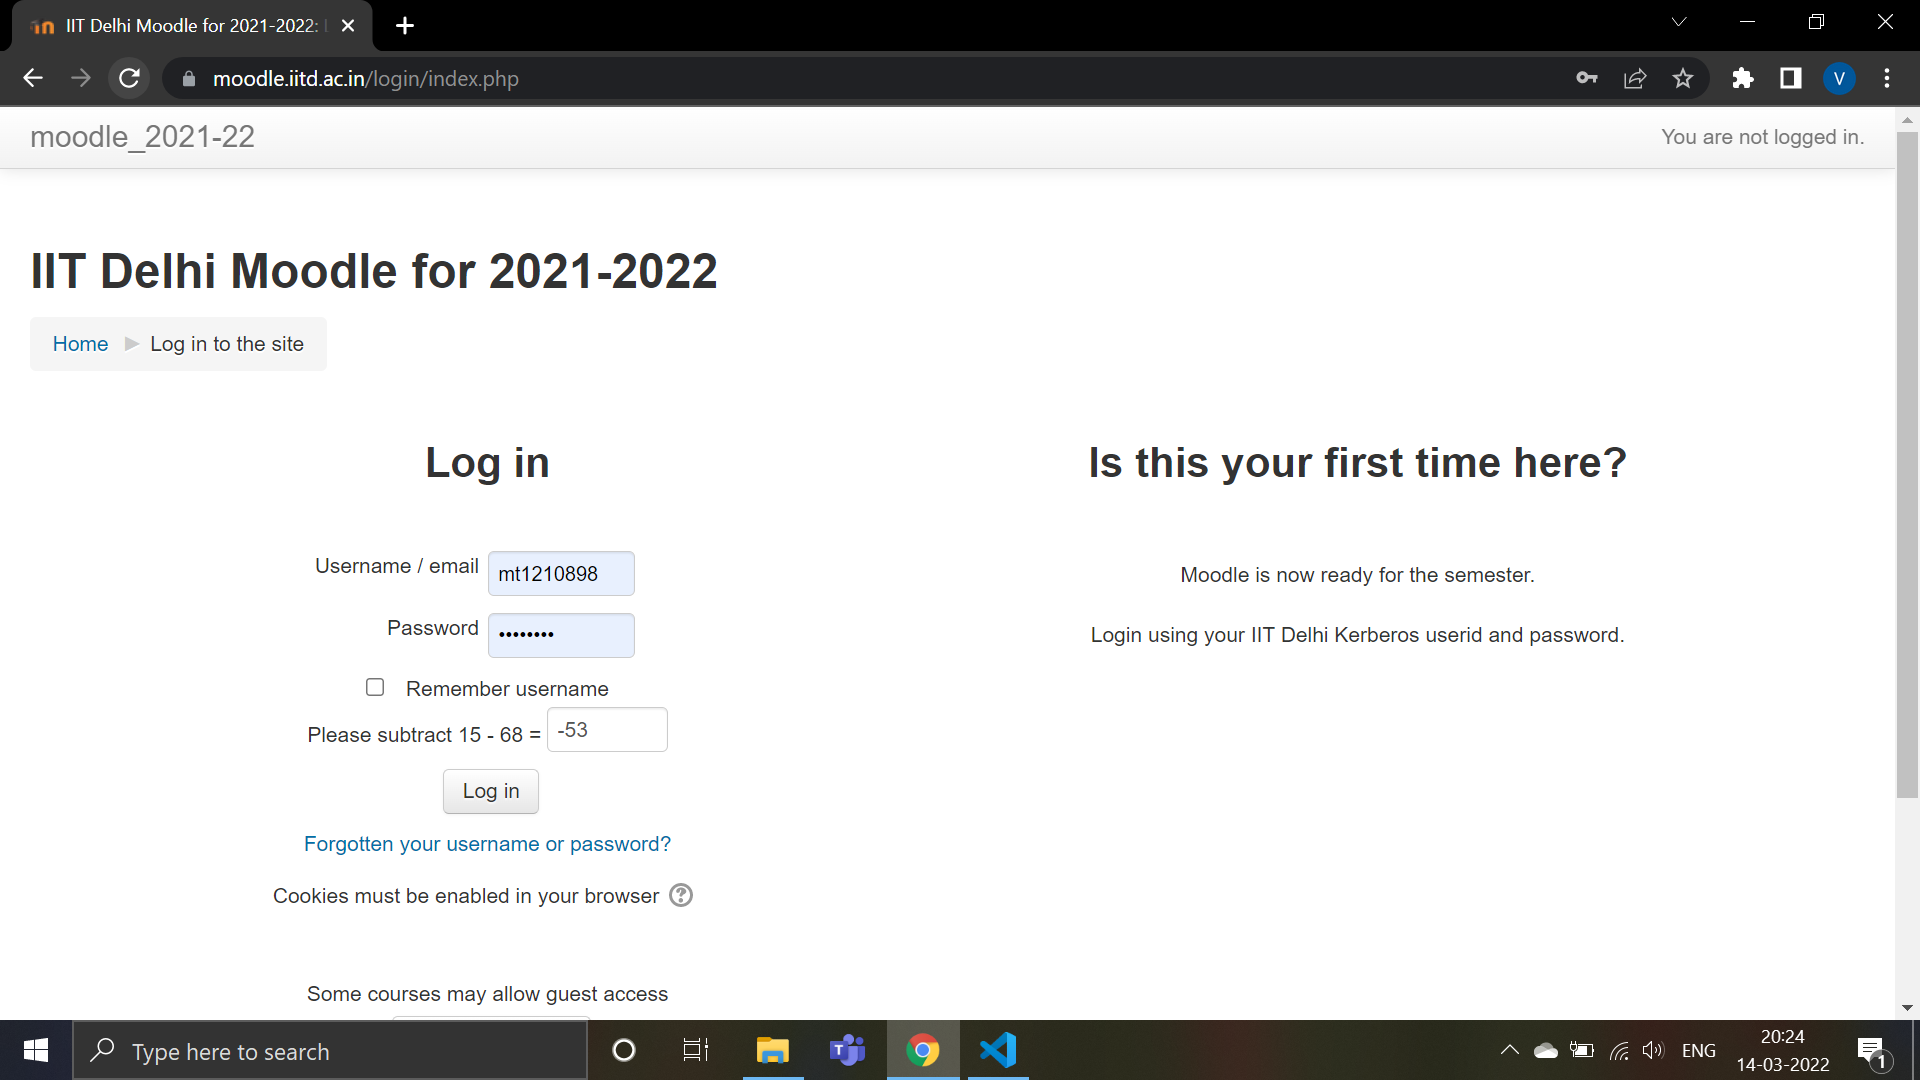 IIT Delhi Moodle for 2021-2022:
moodle.iitd.ac.in/login/index.php
V
moodle_2021-22
You are not logged in.
IIT Delhi Moodle for 2021-2022
Home Log in to the site
Log in
Is this your first time here?
Username / email mt1210898
Password ••••••••
Moodle is now ready for the semester.
Login using your IIT Delhi Kerberos userid and password.
Remember username
Please subtract 15 - 68 = -53
Log in
Forgotten your username or password?
Cookies must be enabled in your browser ?
Some courses may allow guest access
Type here to search
T
ENG
20:24
14-03-2022
1